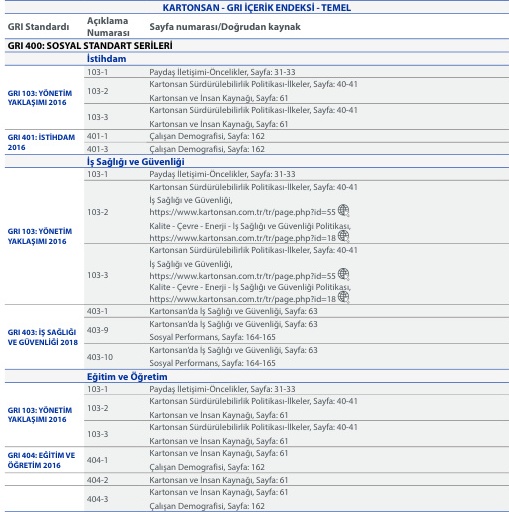 KARTONSAN - GRI İÇERİK ENDEKSİ - TEMEL
GRI Standardı Açıklama Numarası Sayfa numarası/Doğrudan kaynak
GRI 400: SOSYAL STANDART SERİLERİ
İstihdam
GRI 103: YÖNETİM YAKLAŞIMI 2016
103-1 Paydaş İletişimi-Öncelikler, Sayfa: 31-33
103-2 Kartonsan Sürdürülebilirlik Politikası-İlkeler, Sayfa: 40-41
Kartonsan ve İnsan Kaynağı, Sayfa: 61
103-3 Kartonsan Sürdürülebilirlik Politikası-İlkeler, Sayfa: 40-41
Kartonsan ve İnsan Kaynağı, Sayfa: 61
GRI 401: İSTİHDAM 2016
401-1 Çalışan Demografisi, Sayfa: 162
401-3 Çalışan Demografisi, Sayfa: 162
İş Sağlığı ve Güvenliği
GRI 103: YÖNETİM YAKLAŞIMI 2016
103-1 Paydaş İletişimi-Öncelikler, Sayfa: 31-33
103-2 Kartonsan Sürdürülebilirlik Politikası-İlkeler, Sayfa: 40-41
İş Sağlığı ve Güvenliği,
https://www.kartonsan.com.tr/tr/page.php?id=55
Kalite - Çevre - Enerji - İş Sağlığı ve Güvenliği Politikası,
https://www.kartonsan.com.tr/tr/page.php?id=18
103-3 Kartonsan Sürdürülebilirlik Politikası-İlkeler, Sayfa: 40-41
İş Sağlığı ve Güvenliği,
https://www.kartonsan.com.tr/tr/page.php?id=55
Kalite - Çevre - Enerji - İş Sağlığı ve Güvenliği Politikası,
https://www.kartonsan.com.tr/tr/page.php?id=18
GRI 403: İŞ SAĞLIĞI VE GÜVENLİĞİ 2018
403-1 Kartonsan'da İş Sağlığı ve Güvenliği, Sayfa: 63
403-9 Kartonsan'da İş Sağlığı ve Güvenliği, Sayfa: 63
Sosyal Performans, Sayfa: 164-165
403-10 Kartonsan'da İş Sağlığı ve Güvenliği, Sayfa: 63
Sosyal Performans, Sayfa: 164-165
Eğitim ve Öğretim
GRI 103: YÖNETİM YAKLAŞIMI 2016
103-1 Paydaş İletişimi-Öncelikler, Sayfa: 31-33
103-2 Kartonsan Sürdürülebilirlik Politikası-İlkeler, Sayfa: 40-41
Kartonsan ve İnsan Kaynağı, Sayfa: 61
103-3 Kartonsan Sürdürülebilirlik Politikası-İlkeler, Sayfa: 40-41
Kartonsan ve İnsan Kaynağı, Sayfa: 61
GRI 404: EĞİTİM VE ÖĞRETİM 2016
404-1 Kartonsan ve İnsan Kaynağı, Sayfa: 61
Çalışan Demografisi, Sayfa: 162
404-2 Kartonsan ve İnsan Kaynağı, Sayfa: 61
404-3 Kartonsan ve İnsan Kaynağı, Sayfa: 61
Çalışan Demografisi, Sayfa: 162